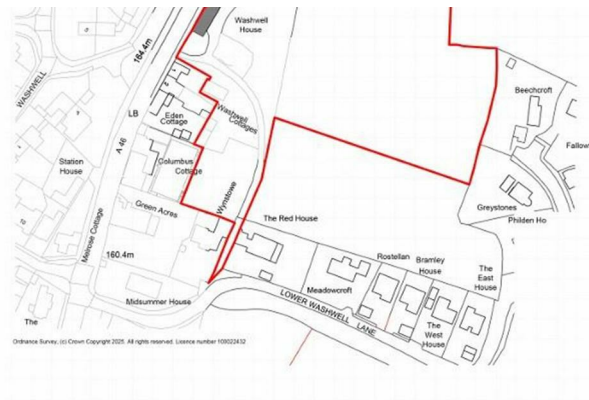 Washwell
House
164.4m
WASHWELL
Beechcroft
LB
Eden
Cottage
Washwell
Cottages
A 46
Fallow
Station
House
Columbus
Cottage
Wynstowe
Greystones
Philden Ho
Green Acres
The Red House
Melrose Cottage
160.4m
Rostellan
Bramley
House
The
East
House
Midsummer House
Meadowcroft
LOWER WASHWELL
LANE
The
West
House
The
Ordnance Survey, (c) Crown Copyright 2025. All rights reserved. Licence number 100022432